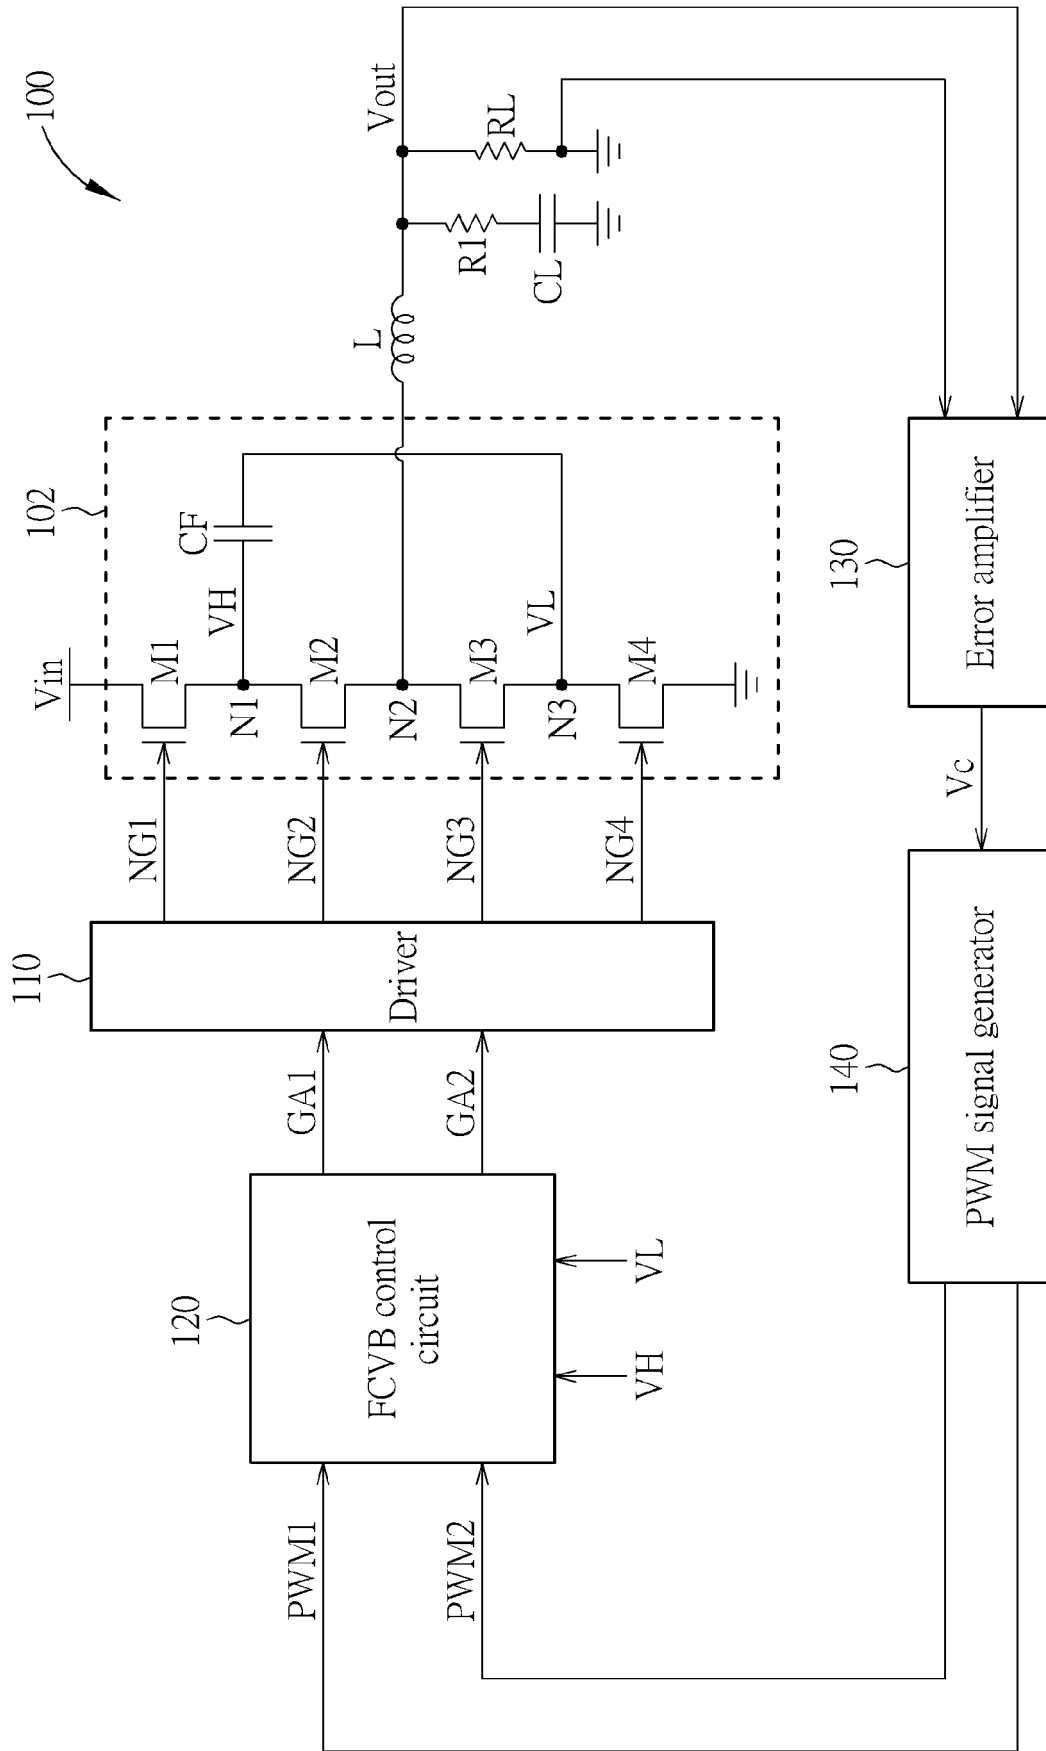 100
102
Vin
M1
N1
VH
CF
M2
N2
M3
N3
VL
M4
L
Vout
R1
CL
RL
110
Driver
NG1
NG2
NG3
NG4
120
FCVB control
circuit
GA1
GA2
VH
VL
PWM1
PWM2
130
Error amplifier
Vc
140
PWM signal generator